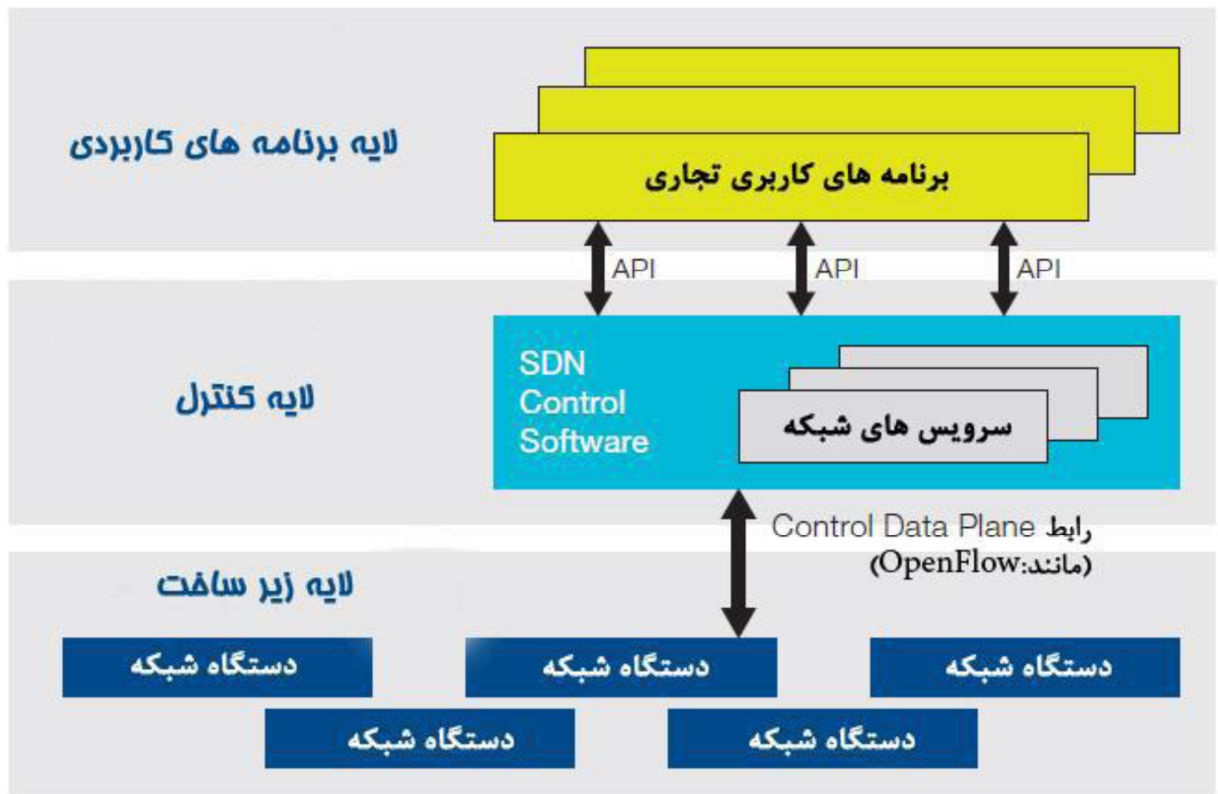 لایه برنامه های کاربردی
برنامه های کاربری تجاری
API
API
API
لایه کنترل
SDN
Control
Software
سرویس های شبکه
رابط Control Data Plane
(مانند:OpenFlow)
لایه زیر ساخت
دستگاه شبکه
دستگاه شبکه
دستگاه شبکه
دستگاه شبکه
دستگاه شبکه